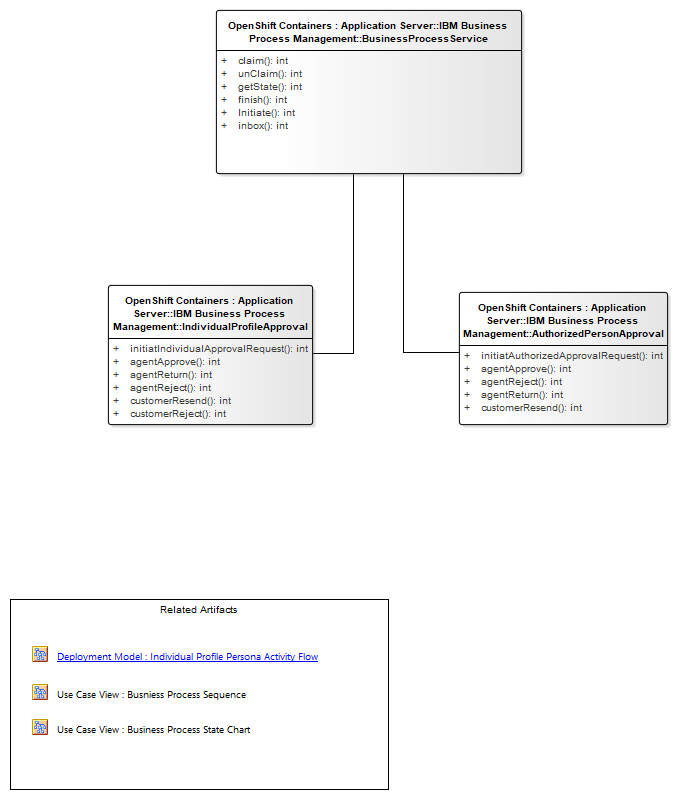 OpenShift Containers : Application Server::IBM Business
Process Management::BusinessProcessService
+ claim(): int
+ unClaim(): int
+ getState(): int
+ finish(): int
+ Initiate(): int
+ inbox(): int
OpenShift Containers : Application
Server::IBM Business Process
Management::IndividualProfileApproval
+ initiatIndividualApprovalRequest(): int
+ agentApprove(): int
+ agentReturn(): int
+ agentReject(): int
+ customerResend(): int
+ customerReject(): int
OpenShift Containers : Application
Server::IBM Business Process
Management::AuthorizedPersonApproval
+ initiatAuthorizedApprovalRequest(): int
+ agentApprove(): int
+ agentReject(): int
+ agentReturn(): int
+ customerResend(): int
Related Artifacts
Deployment Model : Individual Profile Persona Activity Flow
Use Case View : Busniess Process Sequence
Use Case View : Business Process State Chart